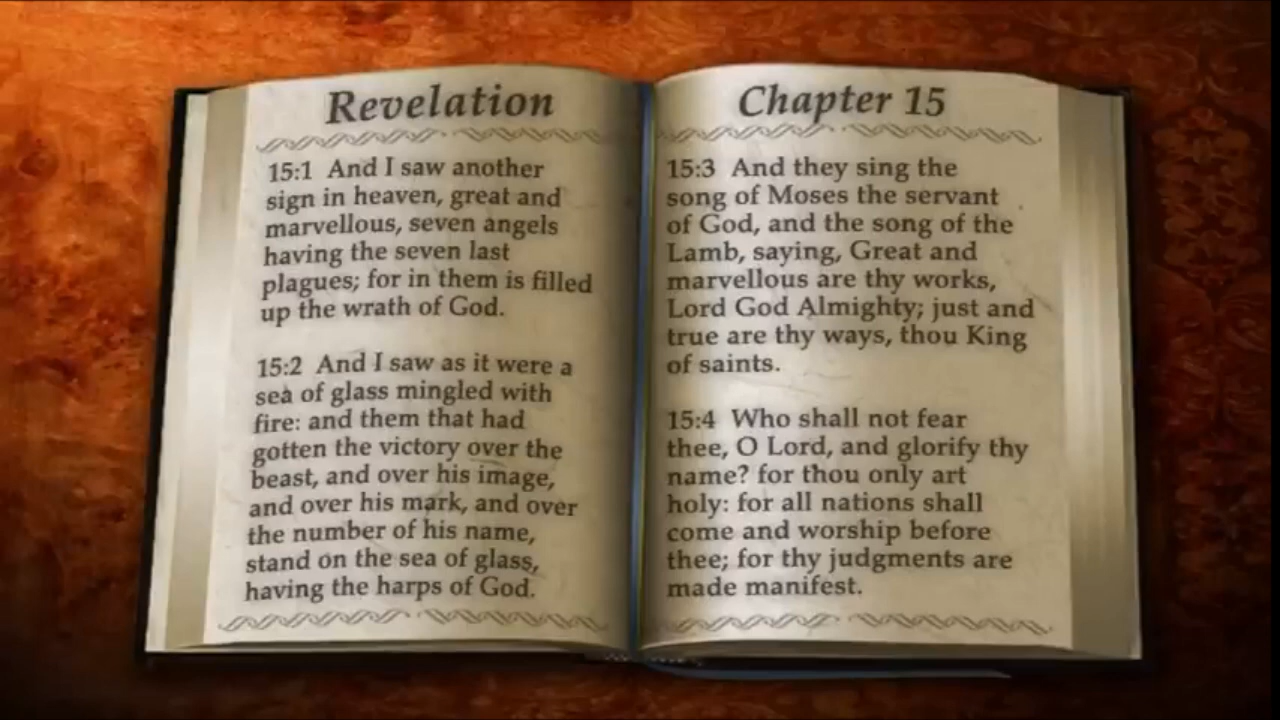 Revelation
15:1 And I saw another
sign in heaven, great and
marvellous, seven angels
having the seven last
plagues; for in them is filled
up the wrath of God.
15:2 And I saw as it were a
sea of glass mingled with
fire: and them that had
gotten the victory over the
beast, and over his image,
and over his mark, and over
the number of his name,
stand on the sea of glass,
having the harps of God.
Chapter 15
15:3 And they sing the
song of Moses the servant
of God, and the song of the
Lamb, saying, Great and
marvellous are thy works,
Lord God Almighty; just and
true are thy ways, thou King
of saints.
15:4 Who shall not fear
thee, O Lord, and glorify thy
name? for thou only art
holy: for all nations shall
come and worship before
thee; for thy judgments are
made manifest.